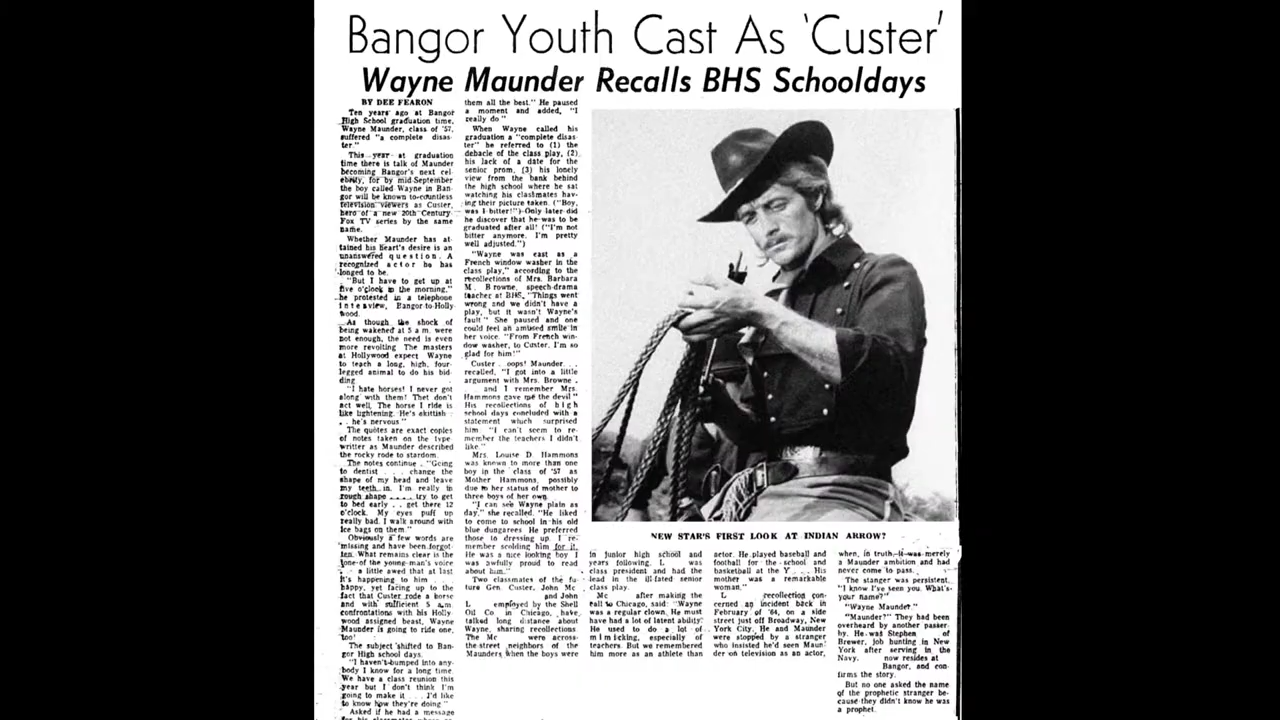 Bangor Youth Cast As 'Custer'
Wayne Maunder Recalls BHS Schooldays
BY DEE FEARON
Ten years ago at Bangor
High School graduation time,
Wayne Maunder, class of '57,
suffered "a complete disas-
ter."
This year at graduation
time there is talk of Maunder
becoming Bangor's next cel-
ebrity, for by mid-September
the boy called Wayne in Ban-
gor will be known to countless
television viewers as Custer,
hero of a new 20th Century-
Fox TV series by the same
name.
Whether Maunder has at-
tained his heart's desire is an
unanswered question. A
recognized actor he has
longed to be.
"But I have to get up at
five o'clock in the morning,"
he protested in a telephone
interview, Bangor-to-Holly-
wood.
As though the shock of
being wakened at 5 a.m. were
not enough, the need is even
more revolting. The masters
at Hollywood expect Wayne
to teach a long, high, four-
legged animal to do his bid-
ding
"I hate horses! I never got
along with them! Thet don't
act well. The horse I ride is
like lightening. He's skittish
. . he's nervous"
The quotes are exact copies
of notes taken on the type-
writer as Maunder described
the rocky rode to stardom.
The notes continue, "Going
to dentist . . . change the
shape of my head and leave
my teeth in. I'm really in
rough shape . . . . try to get
to bed early . . get there 12
o'clock. My eyes puff up
really bad. I walk around with
ice bags on them"
Obviously a few words are
missing and have been forgot-
ten. What remains clear is the
tone of the young man's voice
. . a little awed that at last
it's happening to him . . .
happy, yet facing up to the
fact that Custer rode a horse
and with sufficient 5 a.m.
confrontations with his Holly
wood assigned beast, Wayne
Maunder is going to ride one,
too!
The subject shifted to Ban-
gor High school days.
"I haven't bumped into any-
body I know for a long time.
We have a class reunion this
year but I don't think I'm
going to make it . . . I'd like
to know how they're doing"
Asked if he had a message
them all the best." He paused
a moment and added, "I
really do"
When Wayne called his
graduation a "complete disas-
ter" he referred to (1) the
debacle of the class play, (2)
his lack of a date for the
senior prom, (3) his lonely
view from the bank behind
the high school where he sat
watching his classmates hav-
ing their picture taken. ("Boy,
was I bitter!") Only later did
he discover that he was to be
graduated after all! ("I'm not
bitter anymore. I'm pretty
well adjusted.")
"Wayne was cast as a
French window washer in the
class play," according to the
recollections of Mrs. Barbara
M. Browne, speech-drama
teacher at BHS. "Things went
wrong and we didn't have a
play, but it wasn't Wayne's
fault" She paused and one
could feel an amused smile in
her voice. "From French win-
dow washer, to Custer, I'm so
glad for him!"
Custer . oops! Maunder. . .
recalled, "I got into a little
argument with Mrs. Browne .
. and I remember Mrs.
Hammons gave me the devil"
His recollections of high
school days concluded with a
statement which surprised
him "I can't seem to re-
member the teachers I didn't
like."
Mrs. Louise D. Hammons
was known to more than one
boy in the class of '57 as
Mother Hammons, possibly
due to her status of mother to
three boys of her own
"I can see Wayne plain as
day," she recalled. "He liked
to come to school in his old
blue dungarees. He preferred
those to dressing up. I re-
member scolding him for it.
He was a nice looking boy I
was awfully proud to read
about him."
Two classmates of the fu-
ture Gen. Custer, John Mc
and John
L employed by the Shell
Oil Co in Chicago, have
talked long distance about
Wayne, sharing recollections.
The Mc were across-
the-street neighbors of the
Maunders when the boys were
NEW STAR'S FIRST LOOK AT INDIAN ARROW?
in junior high school and
years following. L was
class president and had the
lead in the ill-fated senior
class play.
Mc after making the
call to Chicago, said: "Wayne
was a regular clown. He must
have had a lot of latent ability
He used to do a lot of
mimicking, especially of
teachers. But we remembered
him more as an athlete than
actor. He played baseball and
football for the school and
basketball at the Y . . . His
mother was a remarkable
woman."
L recollection con-
cerned an incident back in
February of '64, on a side
street just off Broadway, New
York City. He and Maunder
were stopped by a stranger
who insisted he'd seen Maun-
der on television as an actor,
when, in truth, it was merely
a Maunder ambition and had
never come to pass.
The stanger was persistent.
"I know I've seen you. What's
your name?"
"Wayne Maunder."
"Maunder?" They had been
overheard by another passer-
by. He was Stephen of
Brewer, job hunting in New
York after serving in the
Navy. now resides at
Bangor, and con-
firms the story.
But no one asked the name
of the prophetic stranger be-
cause they didn't know he was
a prophet.